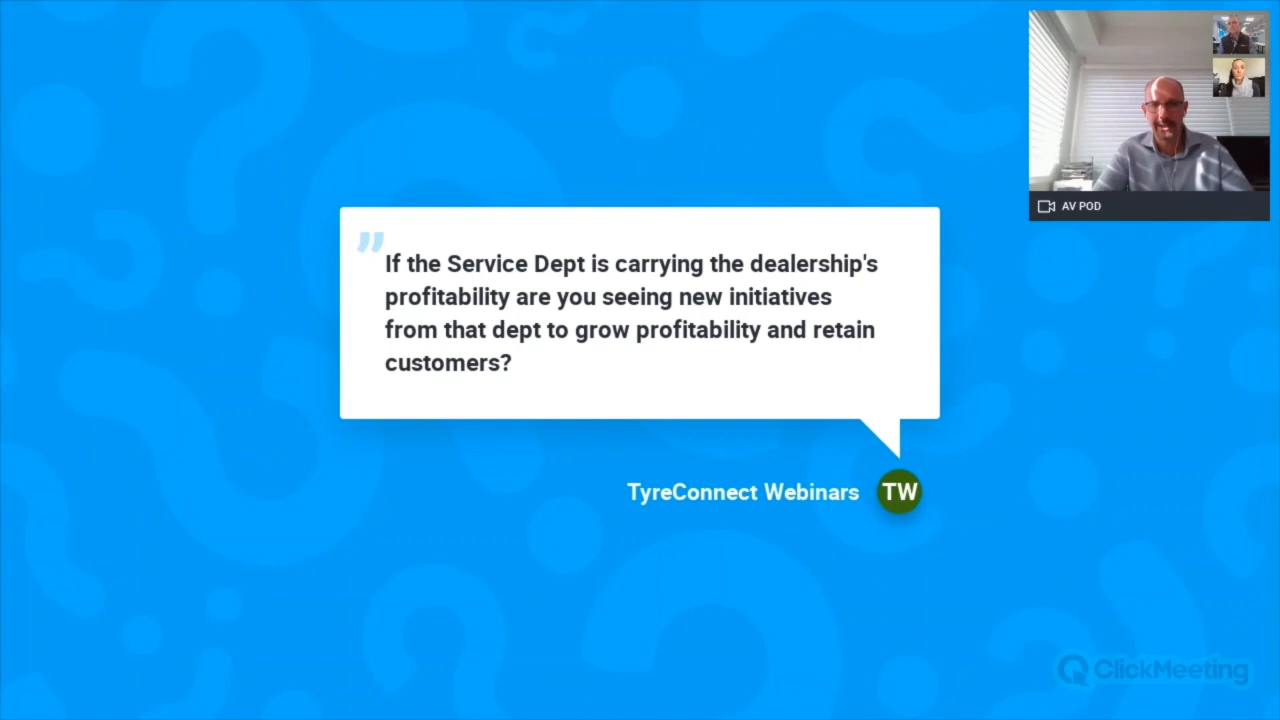 AV POD
"
If the Service Dept is carrying the dealership's
profitability are you seeing new initiatives
from that dept to grow profitability and retain
customers?
TyreConnect Webinars TW
ClickMeeting